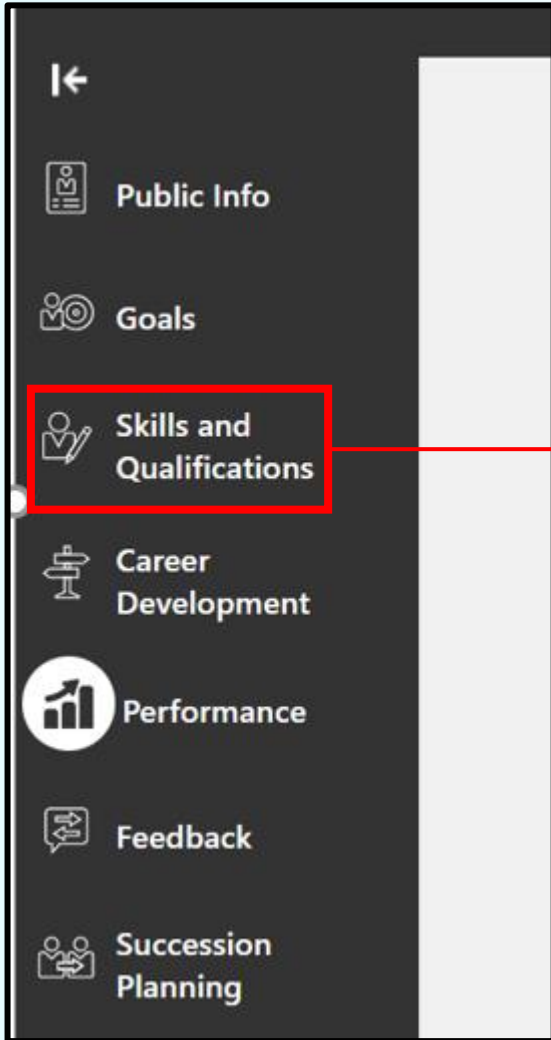 Public Info
Goals
Skills and
Qualifications
Career
Development
Performance
Feedback
Succession
Planning